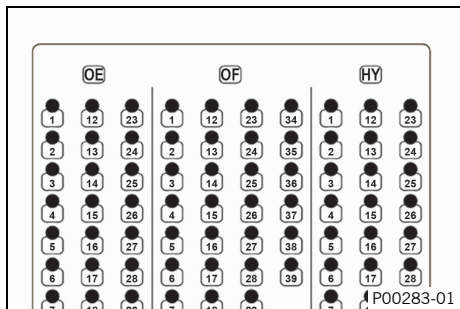 OE OF HY
1 12 23 1 12 23 34 1 12 23
2 13 24 2 13 24 35 2 13 24
3 14 25 3 14 25 36 3 14 25
4 15 26 4 15 26 37 4 15 26
5 16 27 5 16 27 38 5 16 27
6 17 28 6 17 28 39 6 17 28
P00283-01